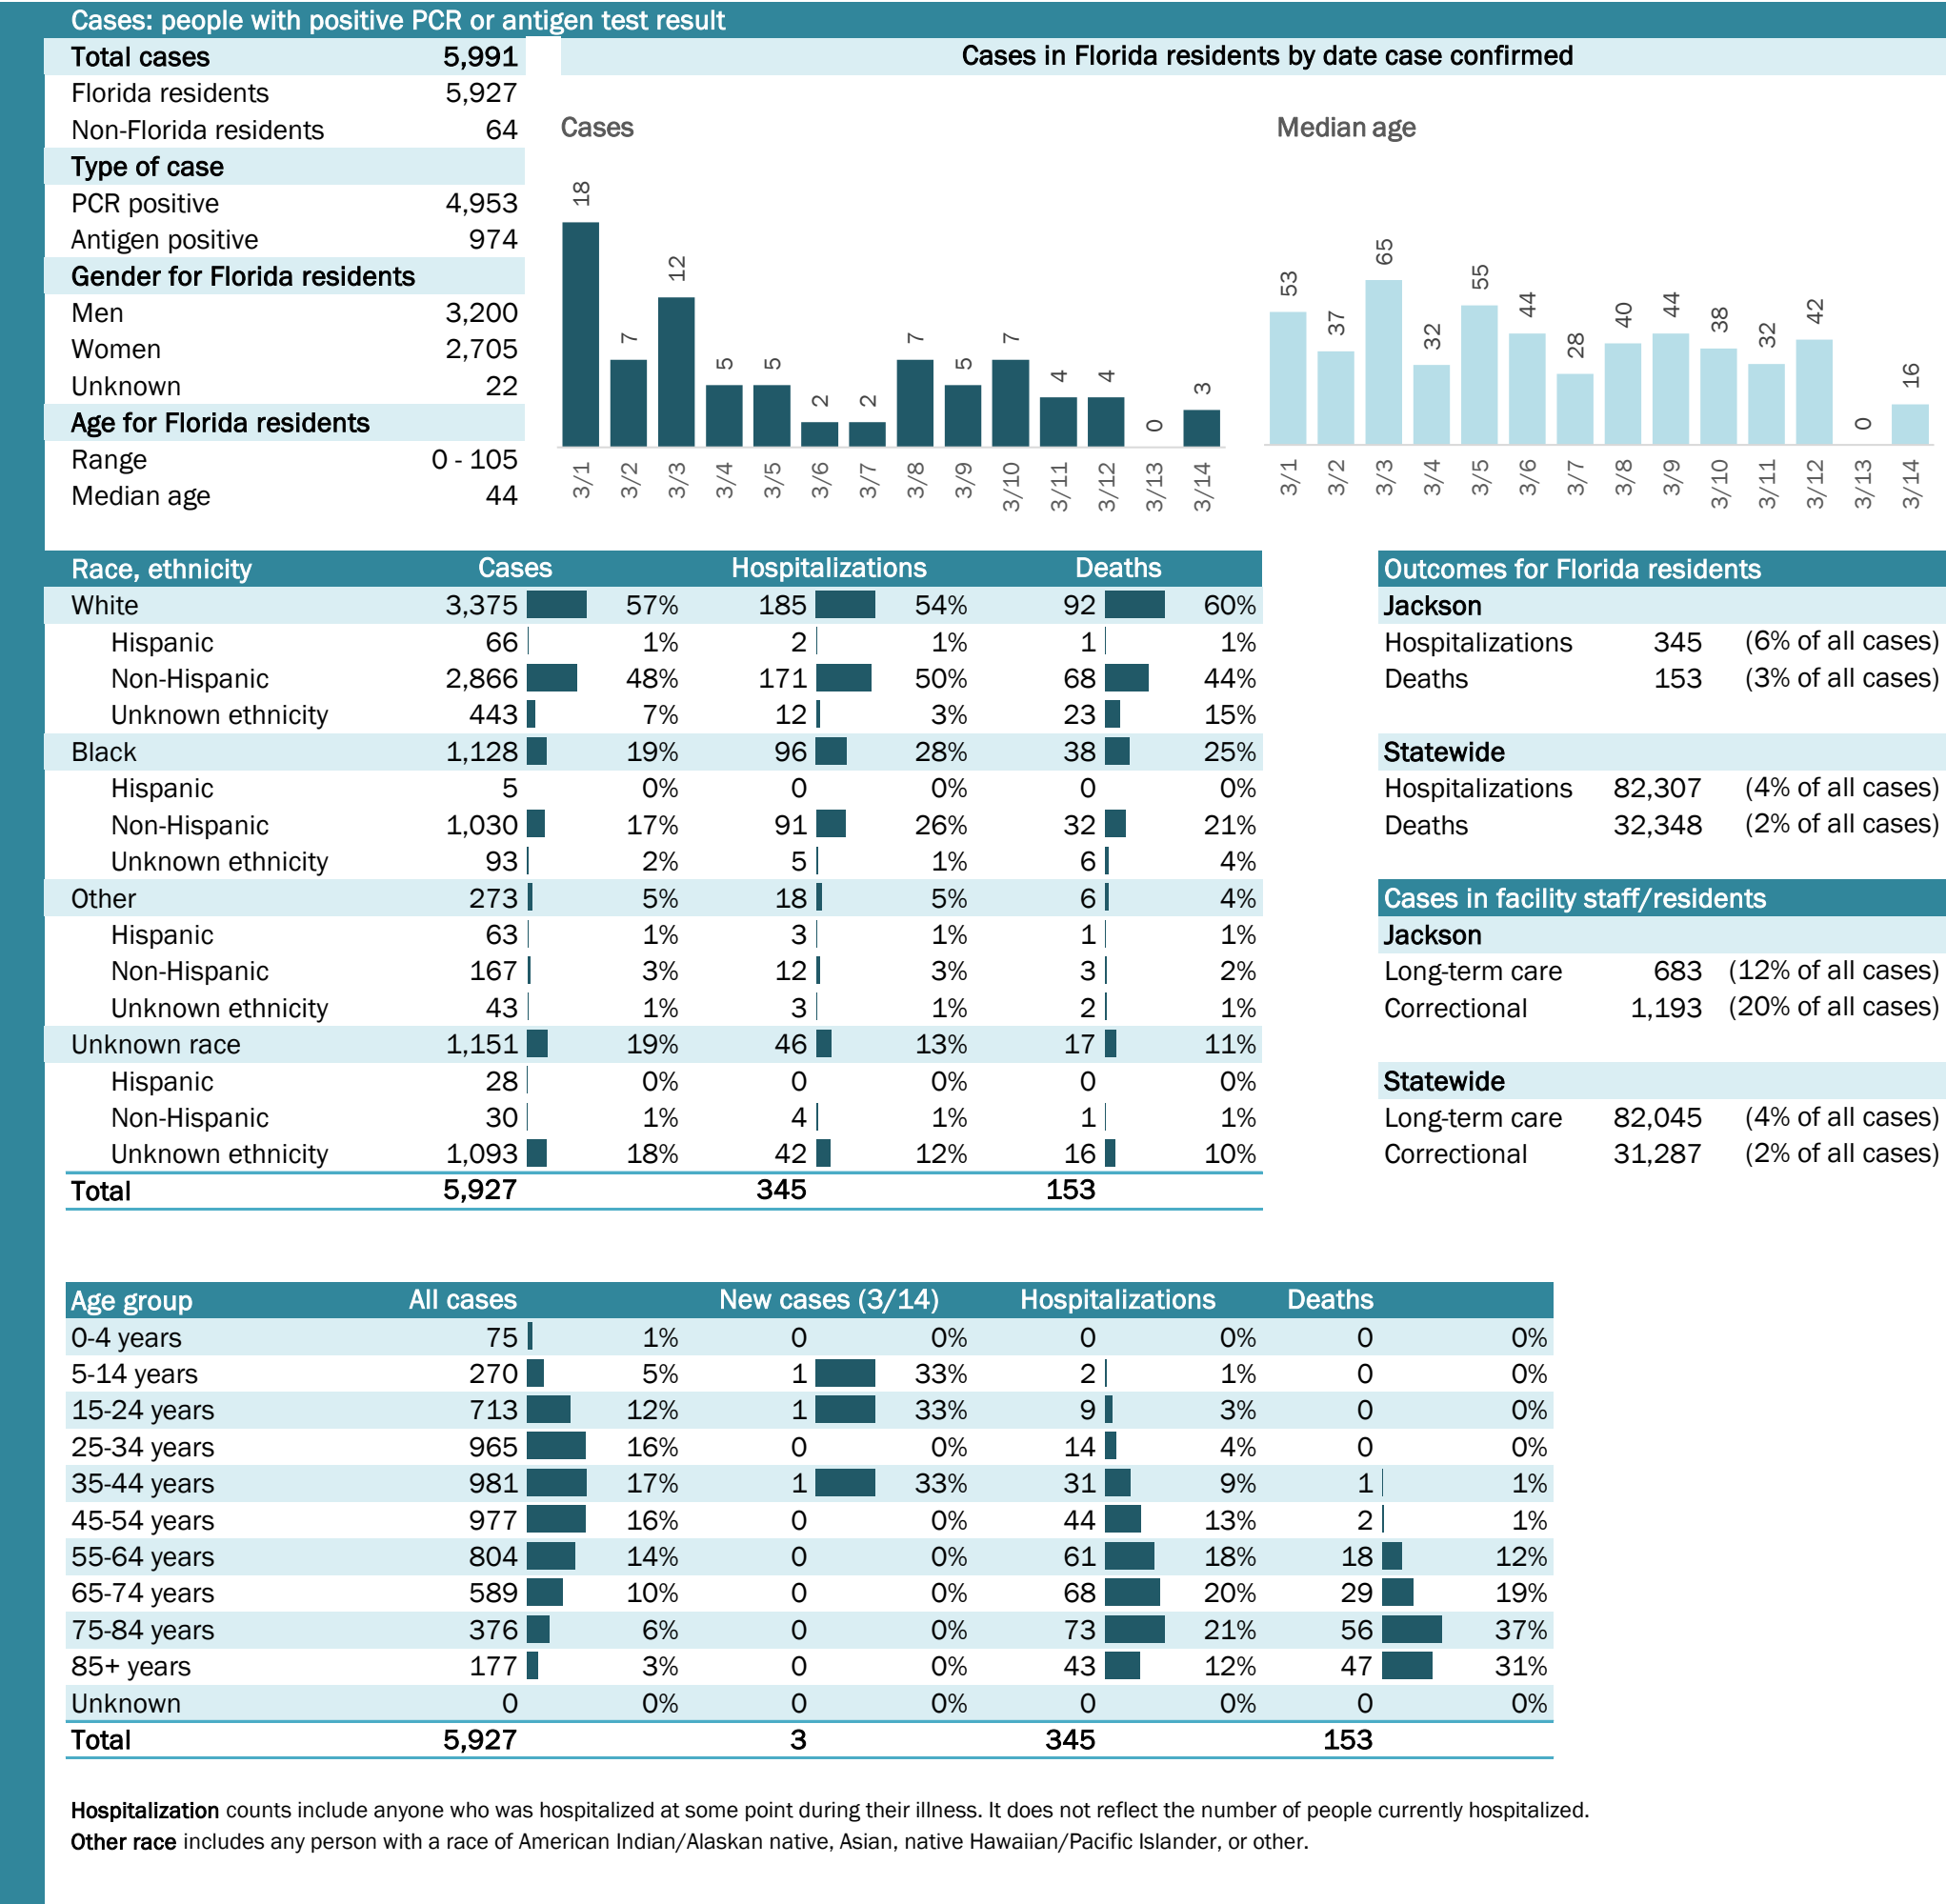 Cases: people with positive PCR or antigen test result
Total cases 5,991
Florida residents 5,927
Non-Florida residents 64
Type of case
PCR positive 4,953
Antigen positive 974
Gender for Florida residents
Men 3,200
Women 2,705
Unknown 22
Age for Florida residents
Range 0 - 105
Median age 44
Cases in Florida residents by date case confirmed
Cases
18 7 12 5 5 2 2 7 5 7 4 4 0 3
3/1 3/2 3/3 3/4 3/5 3/6 3/7 3/8 3/9 3/10 3/11 3/12 3/13 3/14
Median age
53 37 65 32 55 44 28 40 44 38 32 42 0 16
3/1 3/2 3/3 3/4 3/5 3/6 3/7 3/8 3/9 3/10 3/11 3/12 3/13 3/14
Race, ethnicity Cases Hospitalizations Deaths
White 3,375 57% 185 54% 92 60%
Hispanic 66 1% 2 1% 1 1%
Non-Hispanic 2,866 48% 171 50% 68 44%
Unknown ethnicity 443 7% 12 3% 23 15%
Black 1,128 19% 96 28% 38 25%
Hispanic 5 0% 0 0% 0 0%
Non-Hispanic 1,030 17% 91 26% 32 21%
Unknown ethnicity 93 2% 5 1% 6 4%
Other 273 5% 18 5% 6 4%
Hispanic 63 1% 3 1% 1 1%
Non-Hispanic 167 3% 12 3% 3 2%
Unknown ethnicity 43 1% 3 1% 2 1%
Unknown race 1,151 19% 46 13% 17 11%
Hispanic 28 0% 0 0% 0 0%
Non-Hispanic 30 1% 4 1% 1 1%
Unknown ethnicity 1,093 18% 42 12% 16 10%
Total 5,927 345 153
Outcomes for Florida residents
Jackson
Hospitalizations 345 (6% of all cases)
Deaths 153 (3% of all cases)
Statewide
Hospitalizations 82,307 (4% of all cases)
Deaths 32,348 (2% of all cases)
Cases in facility staff/residents
Jackson
Long-term care 683 (12% of all cases)
Correctional 1,193 (20% of all cases)
Statewide
Long-term care 82,045 (4% of all cases)
Correctional 31,287 (2% of all cases)
Age group All cases New cases (3/14) Hospitalizations Deaths
0-4 years 75 1% 0 0% 0 0% 0 0%
5-14 years 270 5% 1 33% 2 1% 0 0%
15-24 years 713 12% 1 33% 9 3% 0 0%
25-34 years 965 16% 0 0% 14 4% 0 0%
35-44 years 981 17% 1 33% 31 9% 1 1%
45-54 years 977 16% 0 0% 44 13% 2 1%
55-64 years 804 14% 0 0% 61 18% 18 12%
65-74 years 589 10% 0 0% 68 20% 29 19%
75-84 years 376 6% 0 0% 73 21% 56 37%
85+ years 177 3% 0 0% 43 12% 47 31%
Unknown 0 0% 0 0% 0 0% 0 0%
Total 5,927 3 345 153
Hospitalization counts include anyone who was hospitalized at some point during their illness. It does not reflect the number of people currently hospitalized.
Other race includes any person with a race of American Indian/Alaskan native, Asian, native Hawaiian/Pacific Islander, or other.